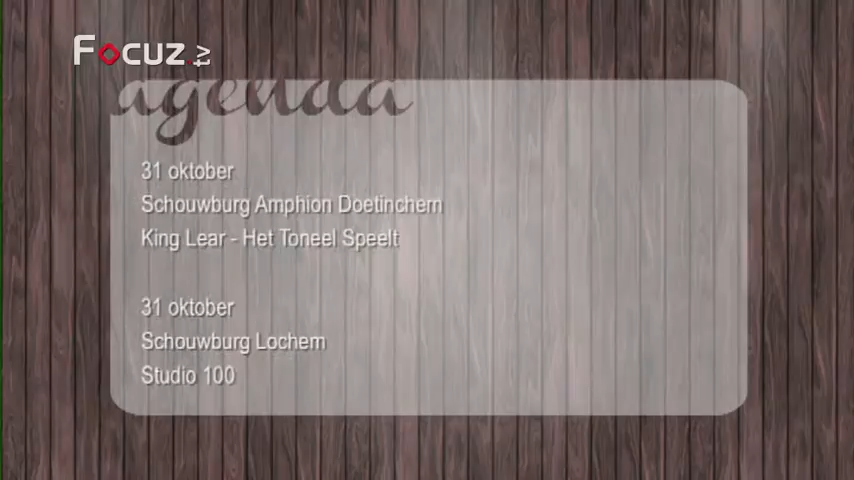 Focuz.tv
agenda
31 oktober
Schouwburg Amphion Doetinchem
King Lear - Het Toneel Speelt
31 oktober
Schouwburg Lochem
Studio 100